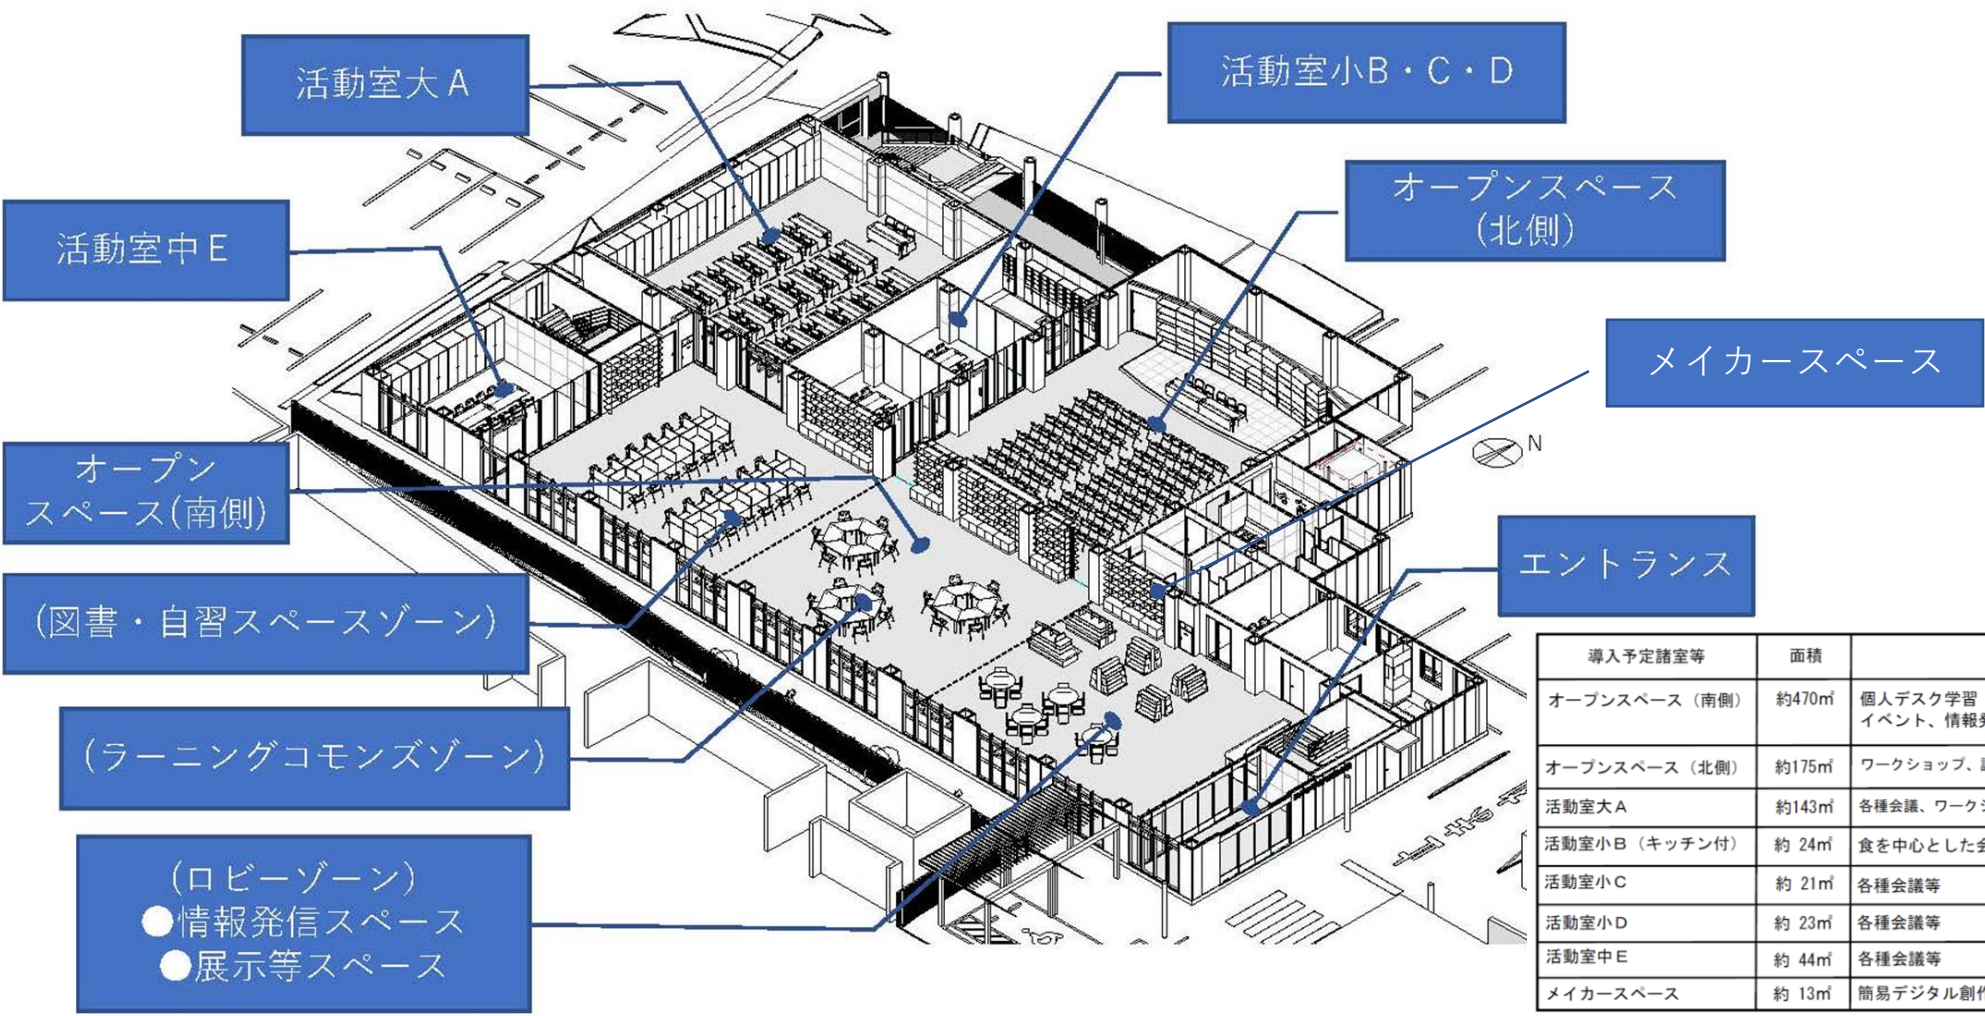 活動室大A
活動室小B・C・D
オープンスペース
(北側)
活動室中E
メイカースペース
N
オープン
スペース(南側)
エントランス
(図書・自習スペースゾーン)
(ラーニングコモンズゾーン)
(ロビーゾーン)
●情報発信スペース
●展示等スペース
導入予定諸室等 面積
オープンスペース（南側） 約470㎡ 個人デスク学習
イベント、情報発
オープンスペース（北側） 約175㎡ ワークショップ、
活動室大A 約143㎡ 各種会議、ワークシ
活動室小B（キッチン付） 約 24㎡ 食を中心とした会
活動室小C 約 21㎡ 各種会議等
活動室小D 約 23㎡ 各種会議等
活動室中E 約 44㎡ 各種会議等
メイカースペース 約 13㎡ 簡易デジタル創作